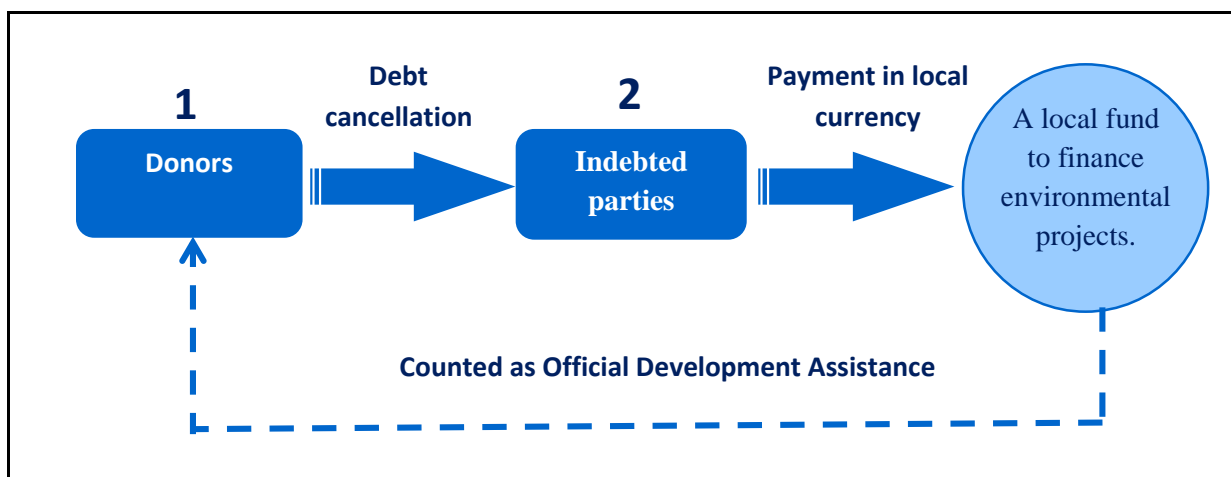 1
Donors
Debt
cancellation
2
Indebted
parties
Payment in local
currency
A local fund
to finance
environmental
projects.
Counted as Official Development Assistance